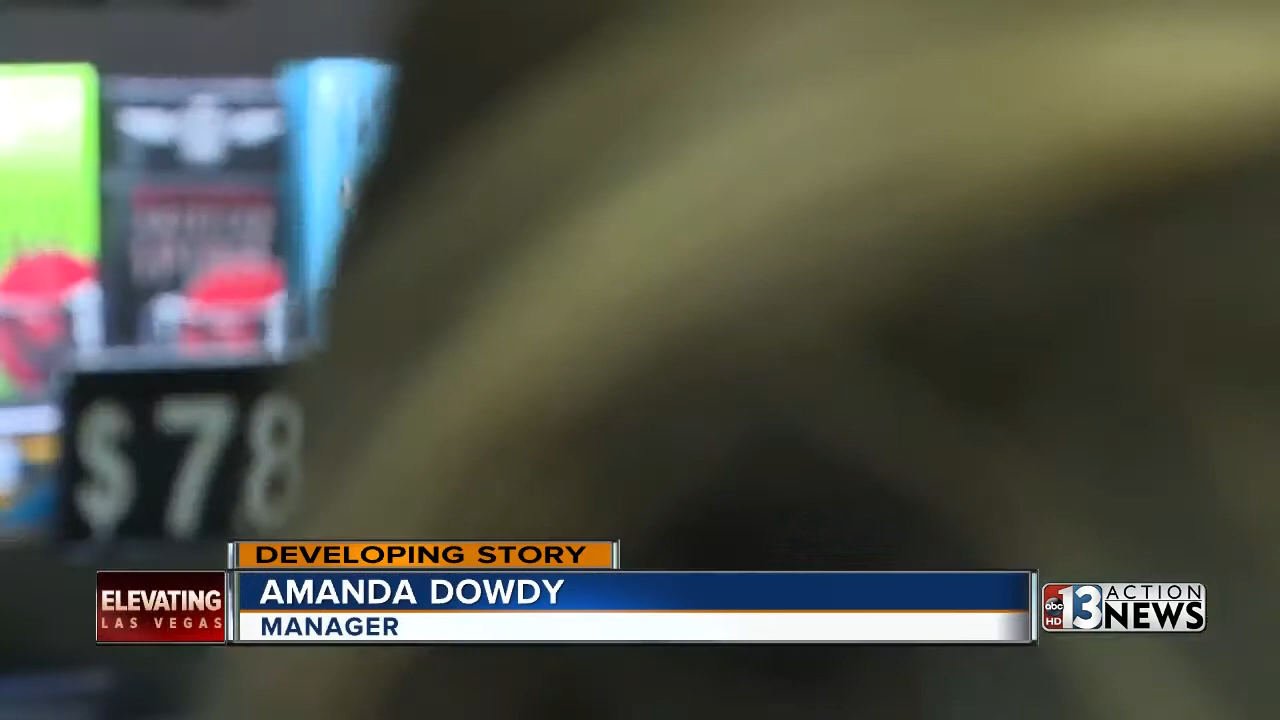 $78
DEVELOPING STORY
ELEVATING
LAS VEGAS
AMANDA DOWDY
MANAGER
abc
HD
13
ACTION
NEWS